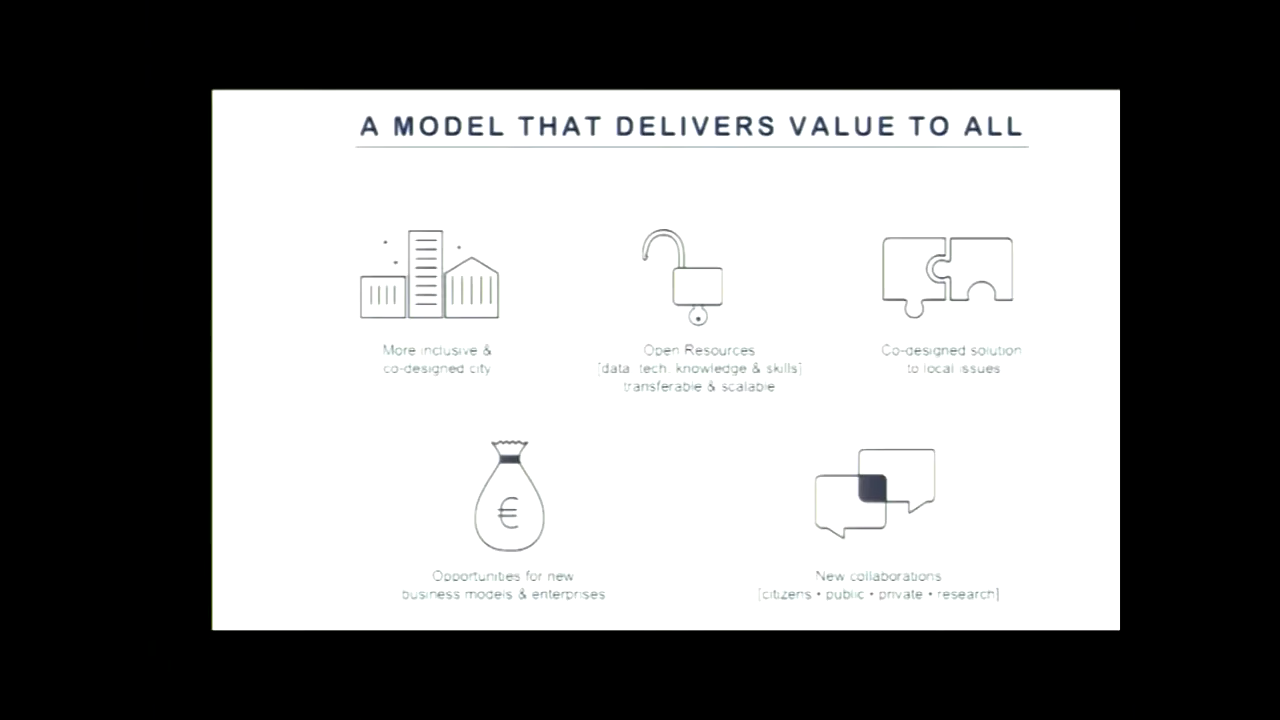 A MODEL THAT DELIVERS VALUE TO ALL
More inclusive &
co-designed city
Open Resources
[data, tech, knowledge & skills]
transferable & scalable
Co-designed solution
to local issues
€
Opportunities for new
business models & enterprises
New collaborations
[citizens • public • private • research]